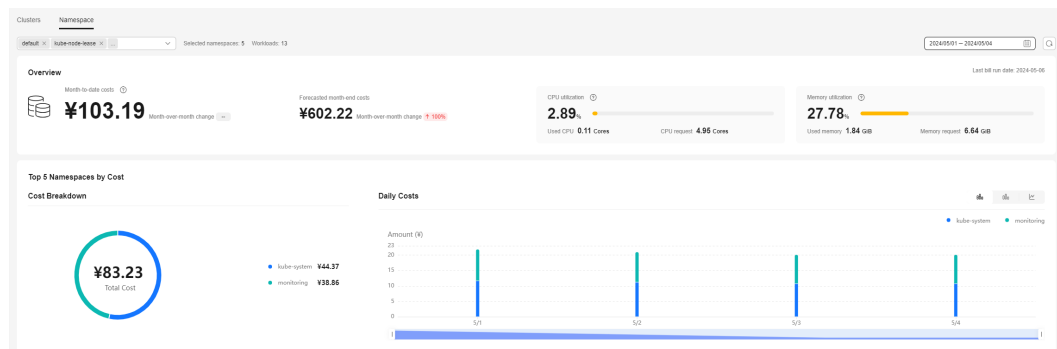 Clusters Namespace
default × kube-node-lease × ... Selected namespaces: 5 Workloads: 13 2024/05/01 – 2024/05/04
Overview Last bill run date: 2024-05-06
Month-to-date costs ?
¥103.19 Month-over-month change --
Forecasted month-end costs
¥602.22 Month-over-month change ↑ 100%
CPU utilization ?
2.89%
Used CPU 0.11 Cores CPU request 4.95 Cores
Memory utilization ?
27.78%
Used memory 1.84 GiB Memory request 6.64 GiB
Top 5 Namespaces by Cost
Cost Breakdown
¥83.23
Total Cost
kube-system ¥44.37
monitoring ¥38.86
Daily Costs
kube-system monitoring
Amount (¥)
23
20
15
10
5
0
5/1 5/2 5/3 5/4